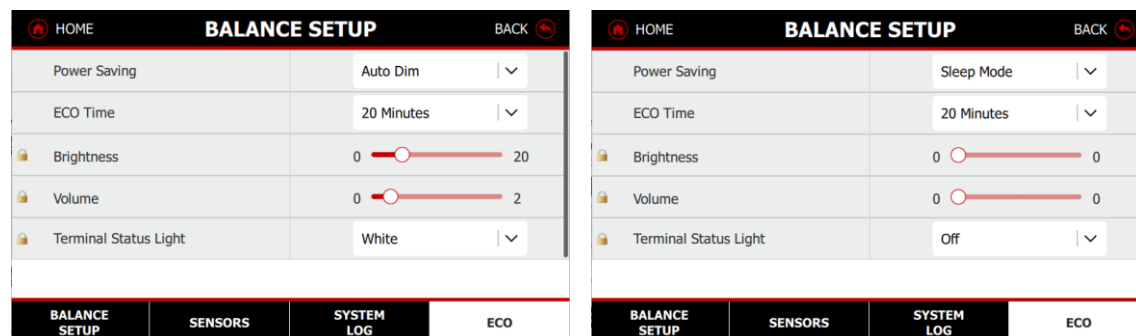 HOME BALANCE SETUP BACK
Power Saving Auto Dim
ECO Time 20 Minutes
Brightness 0 20
Volume 0 2
Terminal Status Light White
BALANCE SETUP SENSORS SYSTEM LOG ECO
HOME BALANCE SETUP BACK
Power Saving Sleep Mode
ECO Time 20 Minutes
Brightness 0 0
Volume 0 0
Terminal Status Light Off
BALANCE SETUP SENSORS SYSTEM LOG ECO